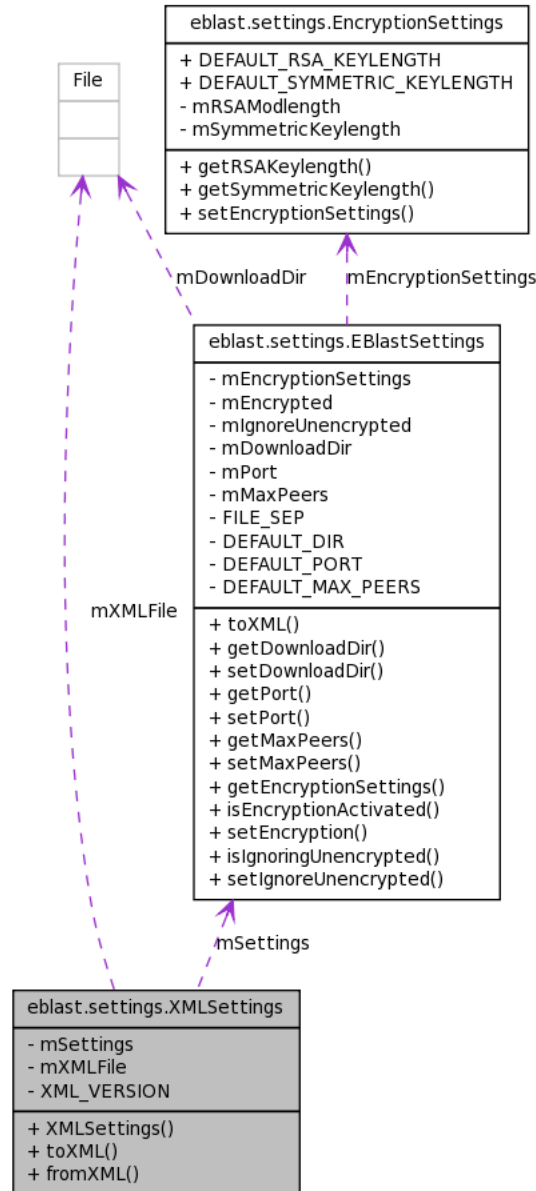 eblast.settings.EncryptionSettings
+ DEFAULT_RSA_KEYLENGTH
+ DEFAULT_SYMMETRIC_KEYLENGTH
- mRSAModlength
- mSymmetricKeylength
+ getRSAKeylength()
+ getSymmetricKeylength()
+ setEncryptionSettings()
File
mDownloadDir
mEncryptionSettings
eblast.settings.EBlastSettings
- mEncryptionSettings
- mEncrypted
- mIgnoreUnencrypted
- mDownloadDir
- mPort
- mMaxPeers
- FILE_SEP
- DEFAULT_DIR
- DEFAULT_PORT
- DEFAULT_MAX_PEERS
+ toXML()
+ getDownloadDir()
+ setDownloadDir()
+ getPort()
+ setPort()
+ getMaxPeers()
+ setMaxPeers()
+ getEncryptionSettings()
+ isEncryptionActivated()
+ setEncryption()
+ isIgnoringUnencrypted()
+ setIgnoreUnencrypted()
mXMLFile
mSettings
eblast.settings.XMLSettings
- mSettings
- mXMLFile
- XML_VERSION
+ XMLSettings()
+ toXML()
+ fromXML()